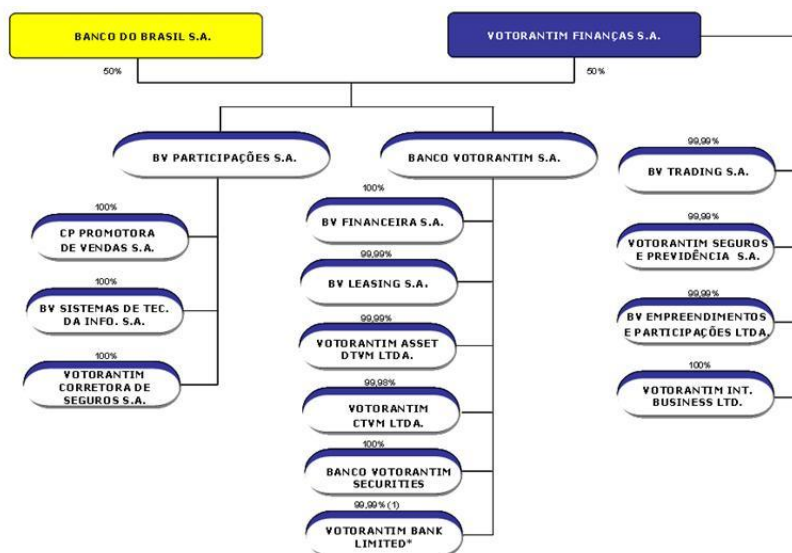 BANCO DO BRASIL S.A.
VOTORANTIM FINANÇAS S.A.
50%
50%
BV PARTICIPAÇÕES S.A.
BANCO VOTORANTIM S.A.
100%
CP PROMOTORA
DE VENDAS S.A.
100%
BV SISTEMAS DE TEC.
DA INFO. S.A.
100%
VOTORANTIM
CORRETORA DE
SEGUROS S.A.
100%
BV FINANCEIRA S.A.
99,99%
BV LEASING S.A.
99,99%
VOTORANTIM ASSET
DTVM LTDA.
99,98%
VOTORANTIM
CTVM LTDA.
100%
BANCO VOTORANTIM
SECURITIES
99,99% (1)
VOTORANTIM BANK
LIMITED*
99,99%
BV TRADING S.A.
99,99%
VOTORANTIM SEGUROS
E PREVIDÊNCIA S.A.
99,99%
BV EMPREENDIMENTOS
E PARTICIPAÇÕES LTDA.
100%
VOTORANTIM INT.
BUSINESS LTD.